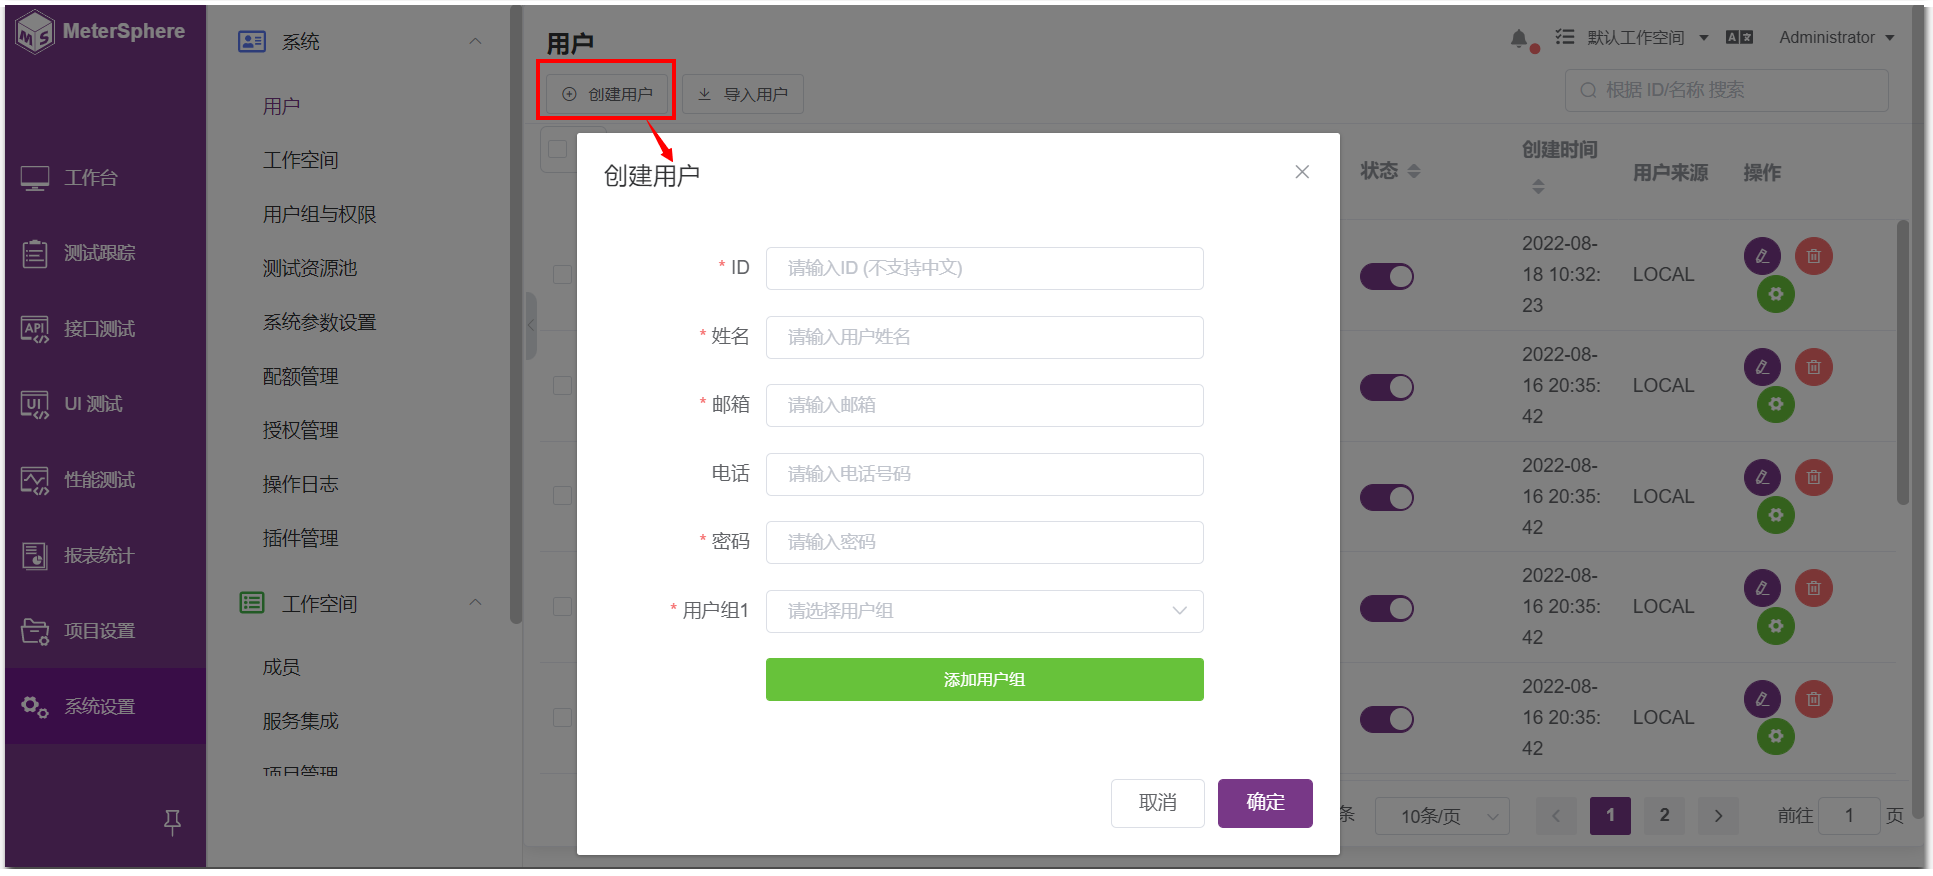 MeterSphere
工作台
测试跟踪
API
接口测试
UI
UI 测试
性能测试
报表统计
项目设置
系统设置
系统
用户
工作空间
用户组与权限
测试资源池
系统参数设置
配额管理
授权管理
操作日志
插件管理
工作空间
成员
服务集成
项目管理
用户
默认工作空间
Administrator
创建用户
导入用户
根据 ID/名称 搜索
状态
创建时间
用户来源
操作
2022-08-
18 10:32:
23
LOCAL
2022-08-
16 20:35:
42
LOCAL
2022-08-
16 20:35:
42
LOCAL
2022-08-
16 20:35:
42
LOCAL
2022-08-
16 20:35:
42
LOCAL
条
10条/页
1
2
前往
1
页
创建用户
* ID
请输入ID (不支持中文)
* 姓名
请输入用户姓名
* 邮箱
请输入邮箱
电话
请输入电话号码
* 密码
请输入密码
* 用户组1
请选择用户组
添加用户组
取消
确定